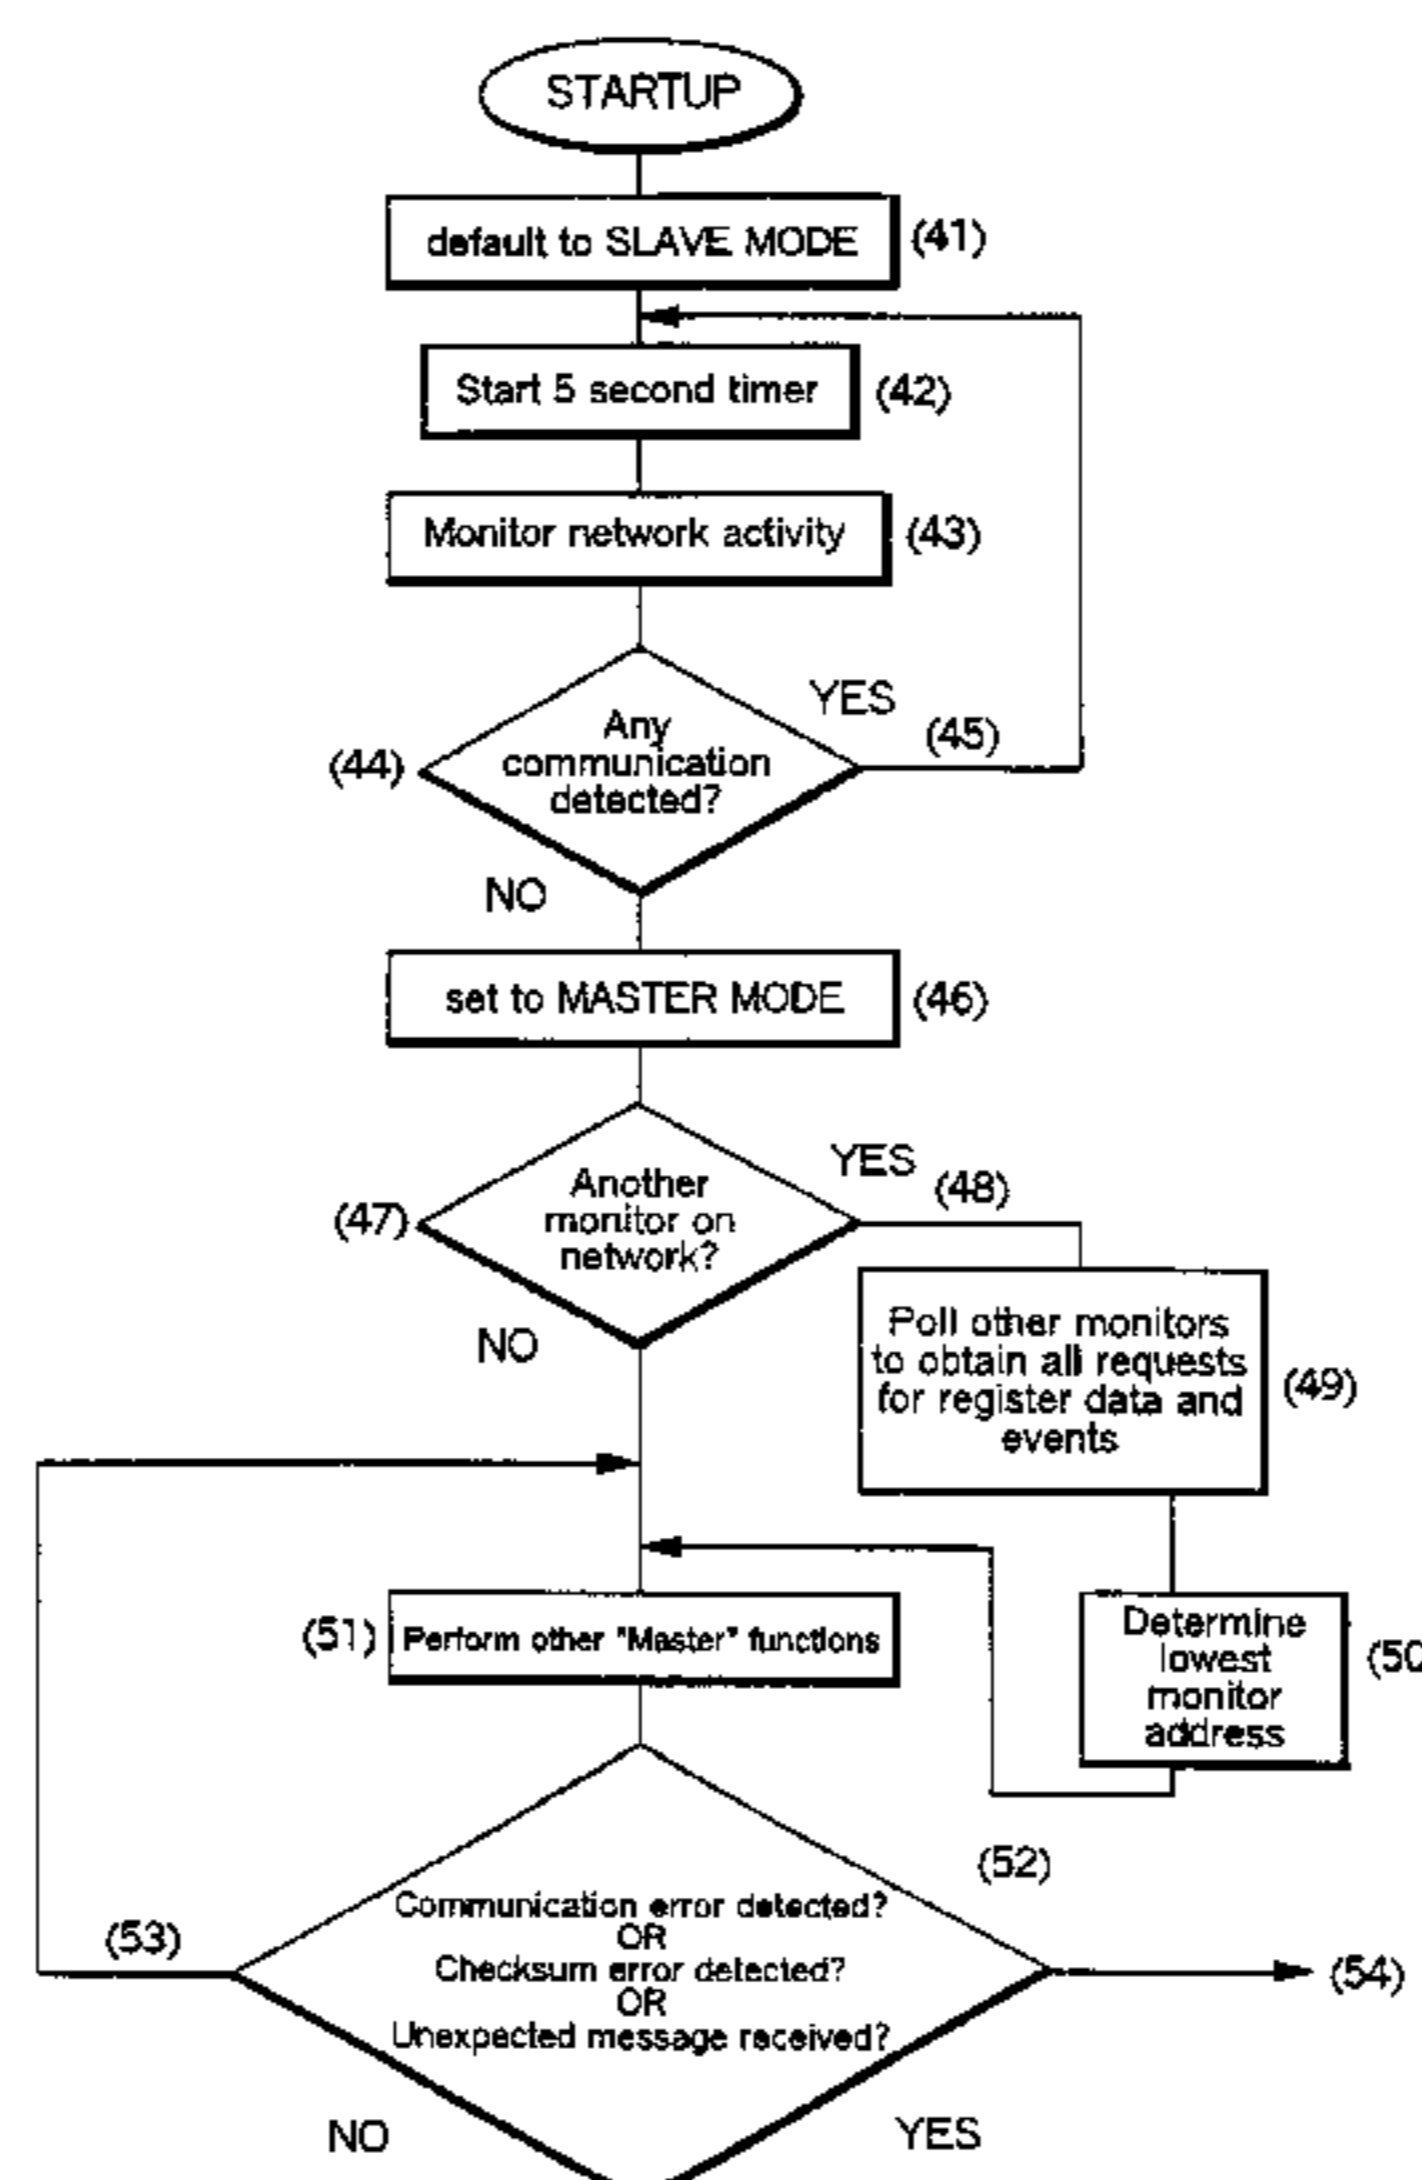 STARTUP
default to SLAVE MODE
(41)
Start 5 second timer
(42)
Monitor network activity
(43)
YES
(45)
(44)
Any
communication
detected?
NO
set to MASTER MODE
(46)
YES
(48)
(47)
Another
monitor on
network?
NO
Poll other monitors
to obtain all requests
for register data and
events
(49)
(51)
Perform other "Master" functions
Determine
lowest
monitor
address
(50
(52)
(53)
Communication error detected?
OR
Checksum error detected?
OR
Unexpected message received?
(54)
NO
YES